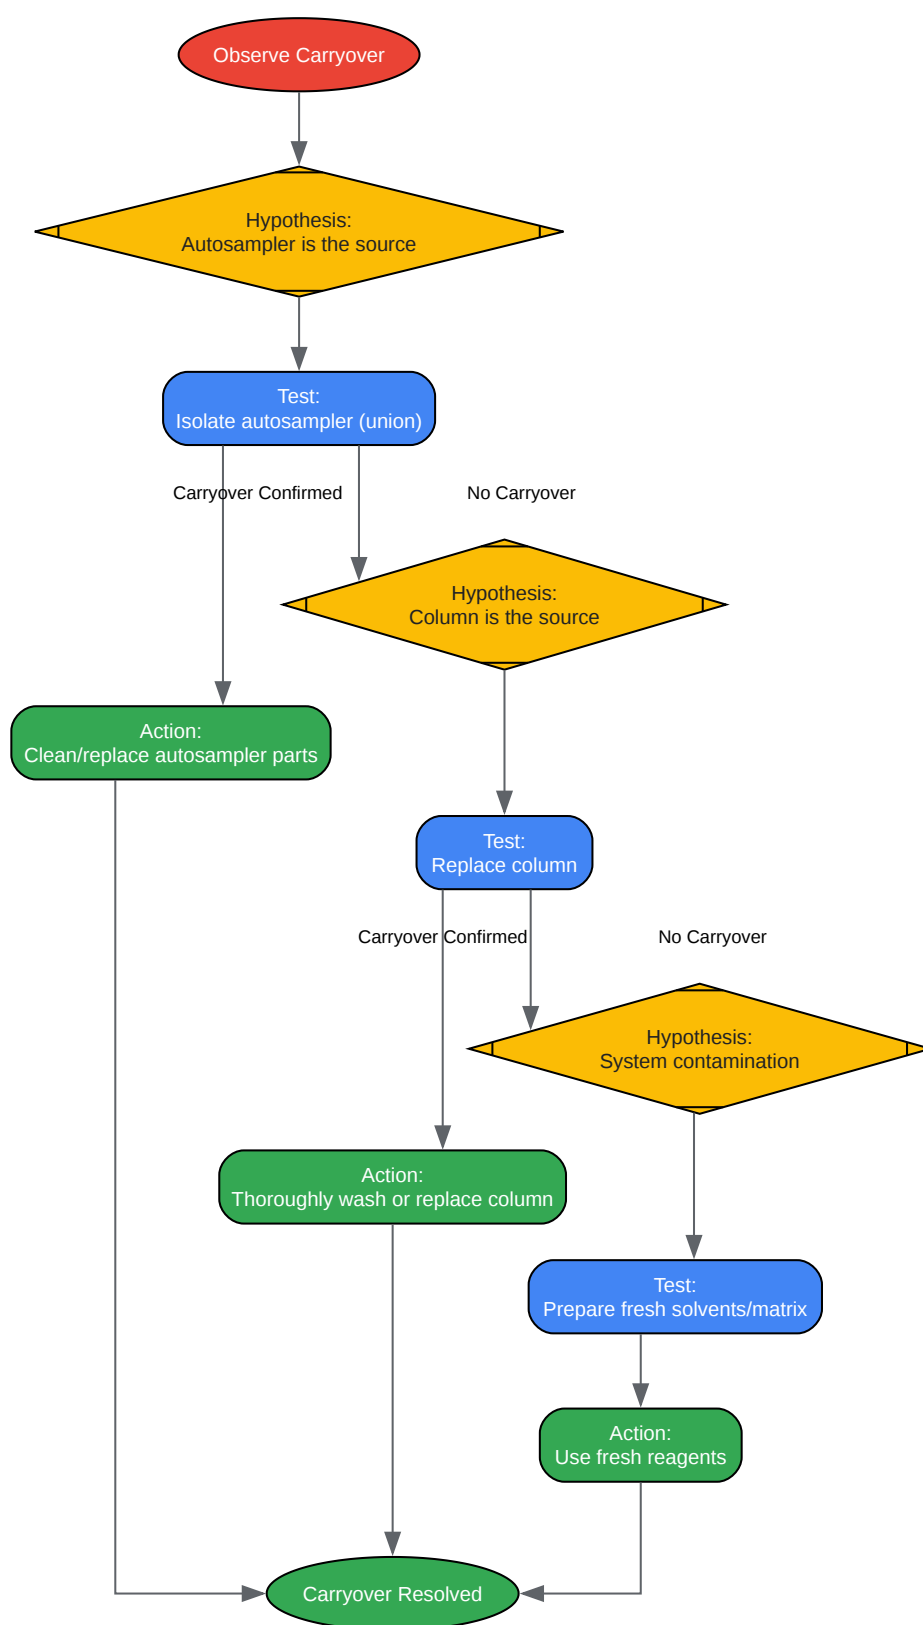 Observe Carryover
Hypothesis:
Autosampler is the source
Test:
Isolate autosampler (union)
Carryover Confirmed
No Carryover
Hypothesis:
Column is the source
Action:
Clean/replace autosampler parts
Test:
Replace column
Carryover Confirmed
No Carryover
Hypothesis:
System contamination
Action:
Thoroughly wash or replace column
Test:
Prepare fresh solvents/matrix
Action:
Use fresh reagents
Carryover Resolved